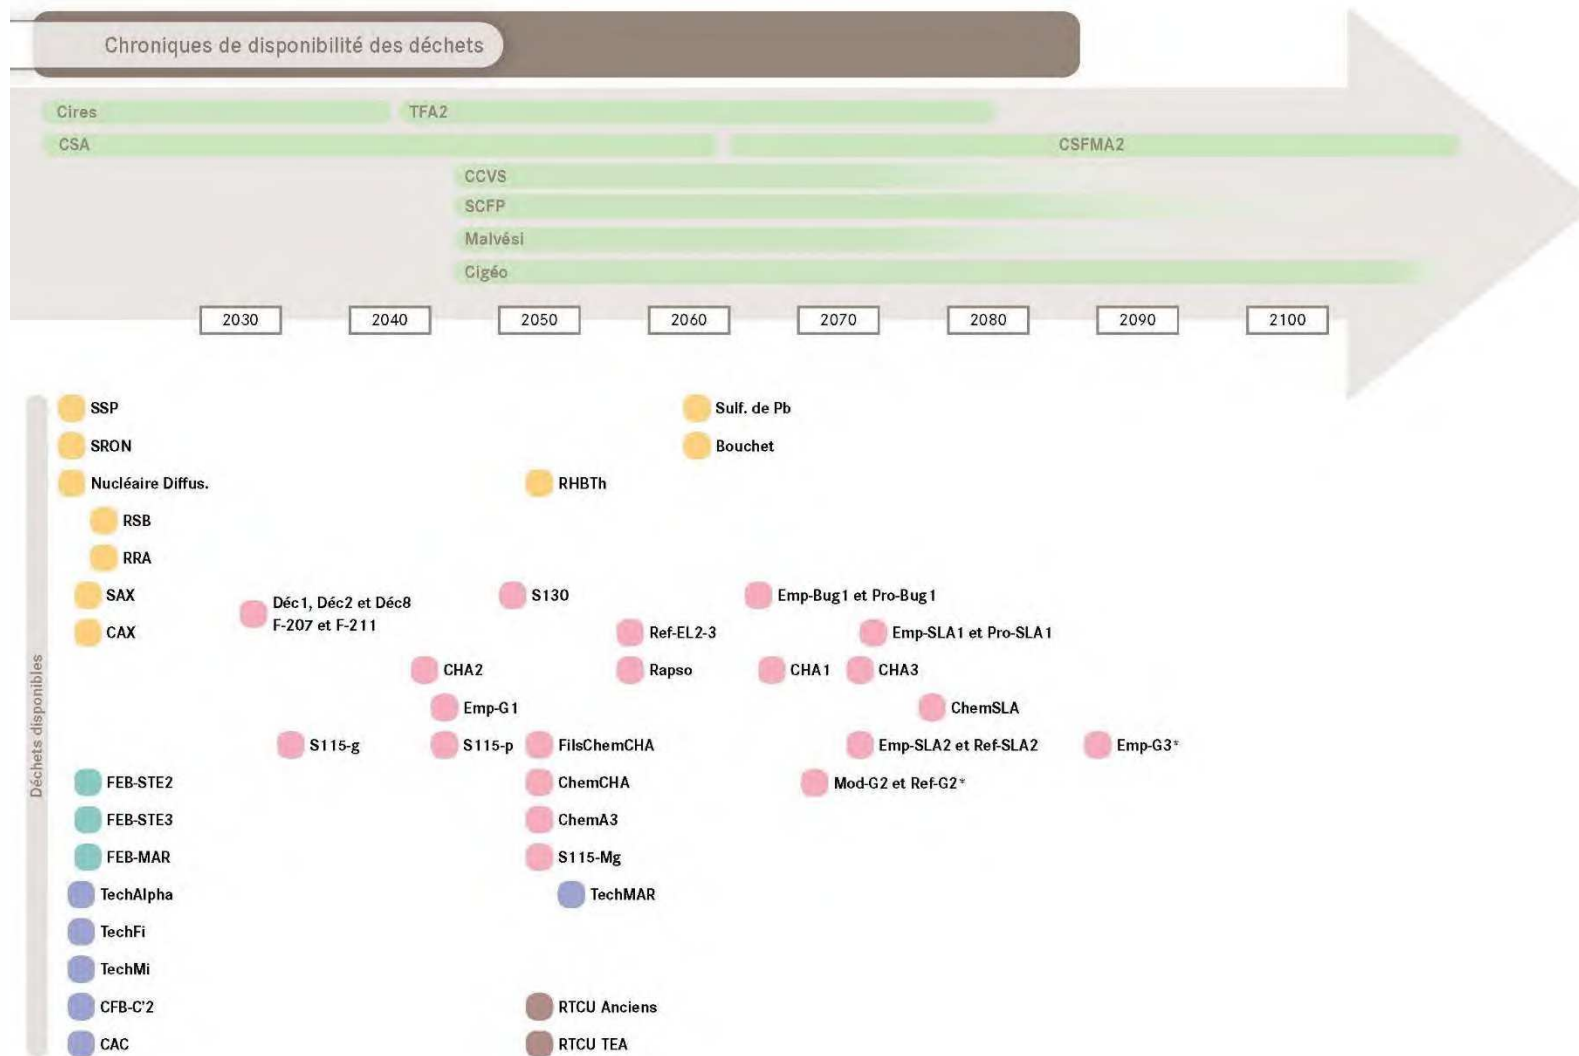 Chroniques de disponibilité des déchets
Cires
TFA2
CSA
CSFMA2
CCVS
SCFP
Malvési
Cigéo
2030
2040
2050
2060
2070
2080
2090
2100
Déchets disponibles
SSP
Sulf. de Pb
SRON
Bouchet
Nucléaire Diffus.
RHBTh
RSB
RRA
SAX
Déc1, Déc2 et Déc8
F-207 et F-211
S130
Emp-Bug1 et Pro-Bug1
CAX
Ref-EL2-3
Emp-SLA1 et Pro-SLA1
CHA2
Rapso
CHA1
CHA3
Emp-G1
ChemSLA
S115-g
S115-p
FilsChemCHA
Emp-SLA2 et Ref-SLA2
Emp-G3*
FEB-STE2
ChemCHA
Mod-G2 et Ref-G2*
FEB-STE3
ChemA3
FEB-MAR
S115-Mg
TechAlpha
TechMAR
TechFi
TechMi
CFB-C'2
RTCU Anciens
CAC
RTCU TEA